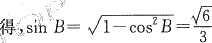 得,sin B=√(1-cos²B)=√6/3